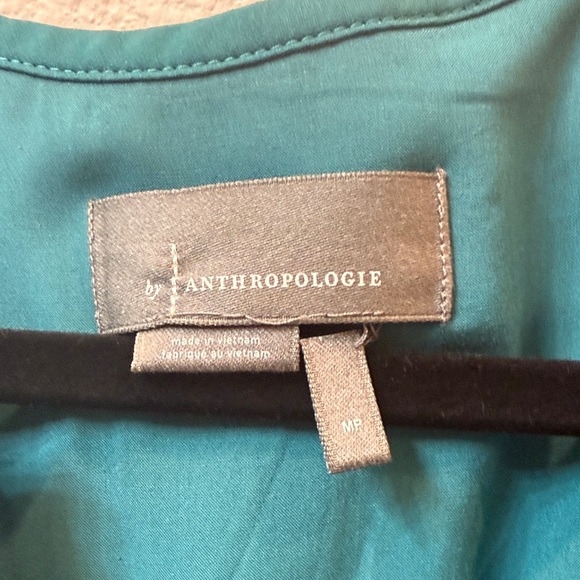 by ANTHROPOLOGIE
made in vietnam
fabriqué au vietnam
MP